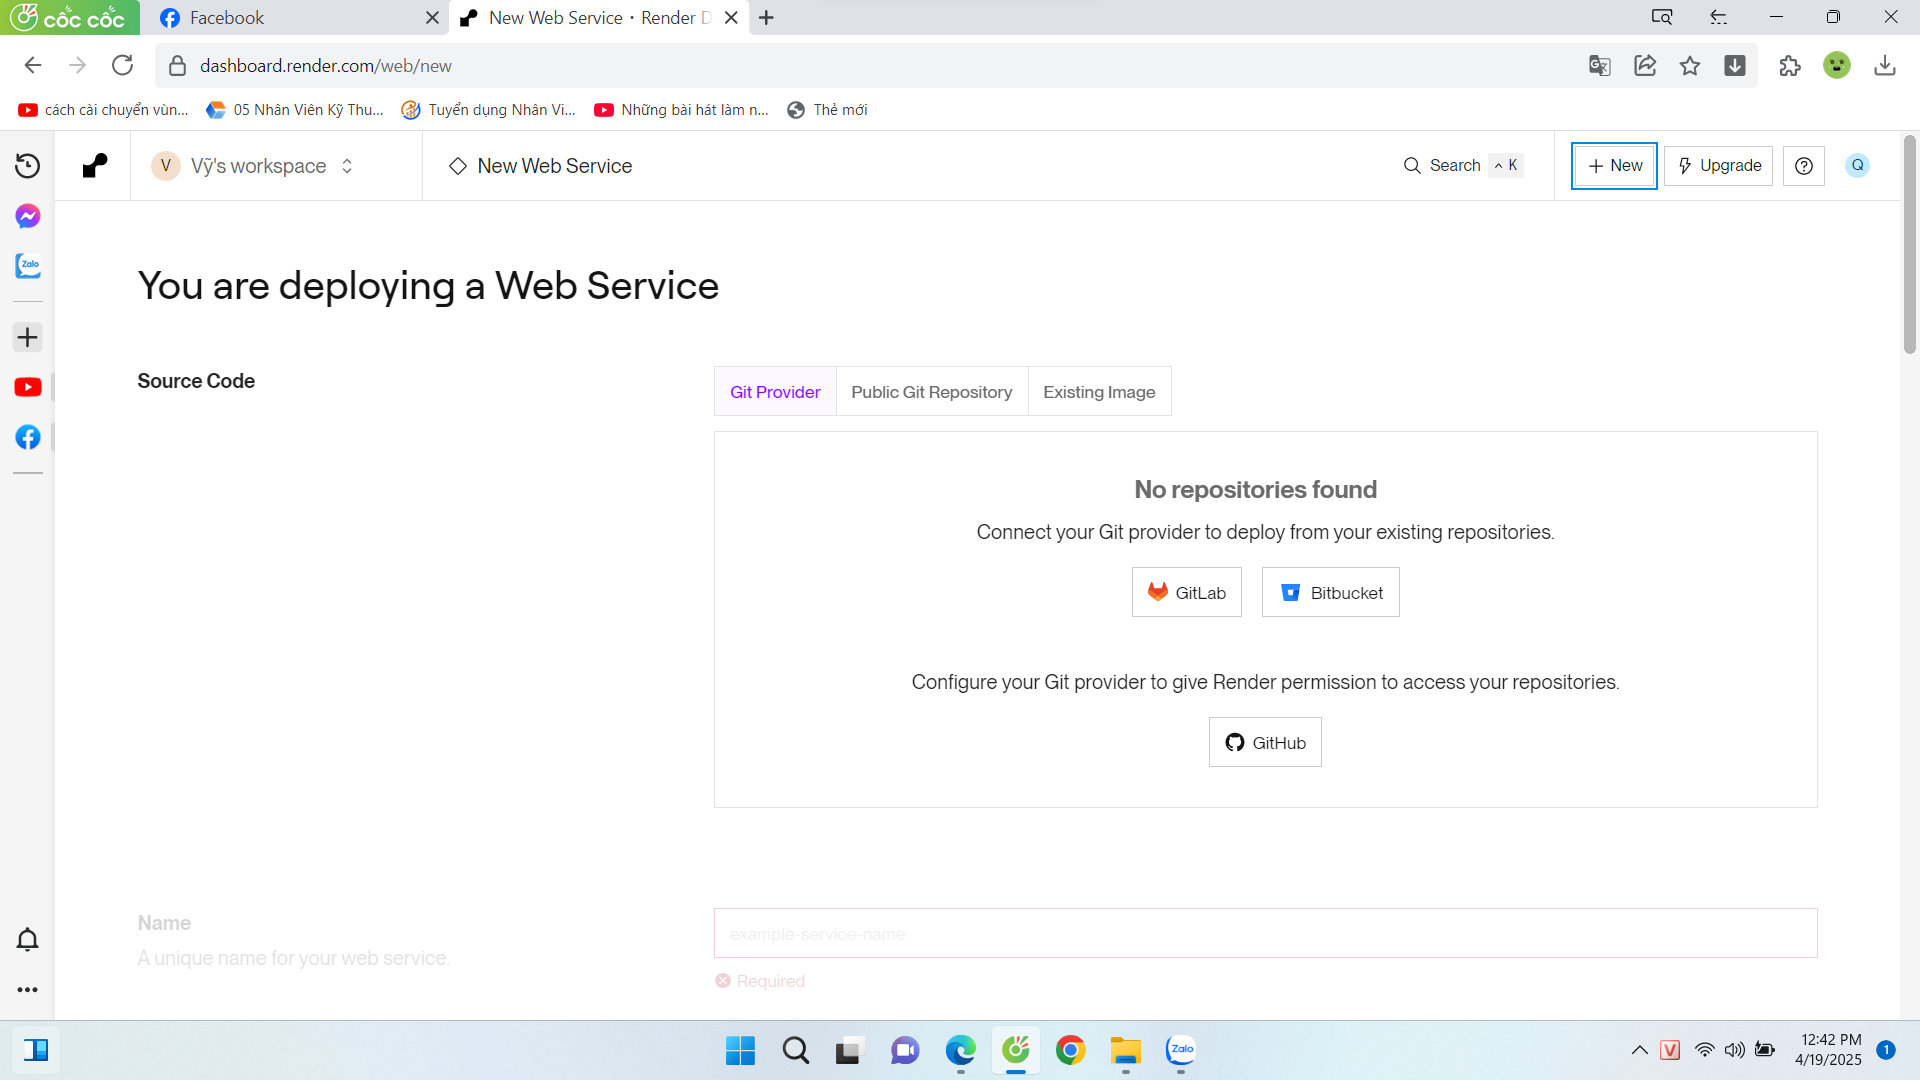 cốc cốc
Facebook
New Web Service · Render D
dashboard.render.com/web/new
cách cài chuyển vùn...
05 Nhân Viên Kỹ Thu...
Tuyển dụng Nhân Vi...
Những bài hát làm n...
Thẻ mới
V
Vỹ's workspace
New Web Service
Search
K
New
Upgrade
Q
Zalo
You are deploying a Web Service
Source Code
Git Provider
Public Git Repository
Existing Image
No repositories found
Connect your Git provider to deploy from your existing repositories.
GitLab
Bitbucket
Configure your Git provider to give Render permission to access your repositories.
GitHub
Name
A unique name for your web service.
example-service-name
Required
Zalo
V
12:42 PM
4/19/2025
1